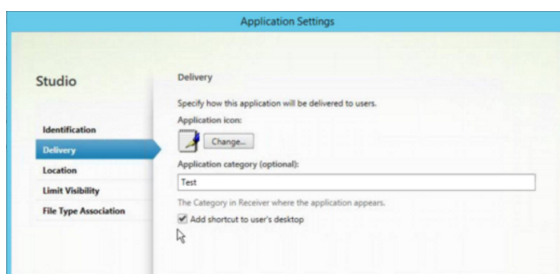 Application Settings
Studio
Identification
Delivery
Location
Limit Visibility
File Type Association
Delivery
Specify how this application will be delivered to users.
Application icon:
Change...
Application category (optional):
Test
The Category in Receiver where the application appears.
Add shortcut to user's desktop